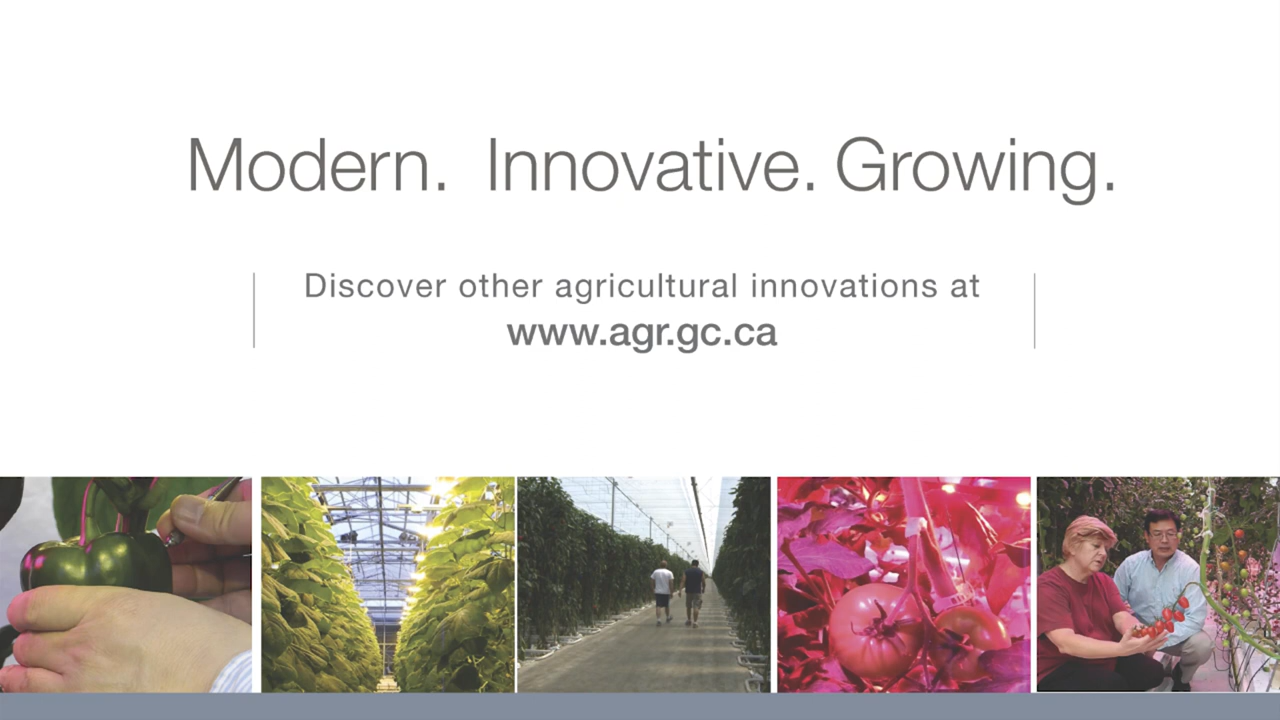 Modern. Innovative. Growing.
Discover other agricultural innovations at
www.agr.gc.ca